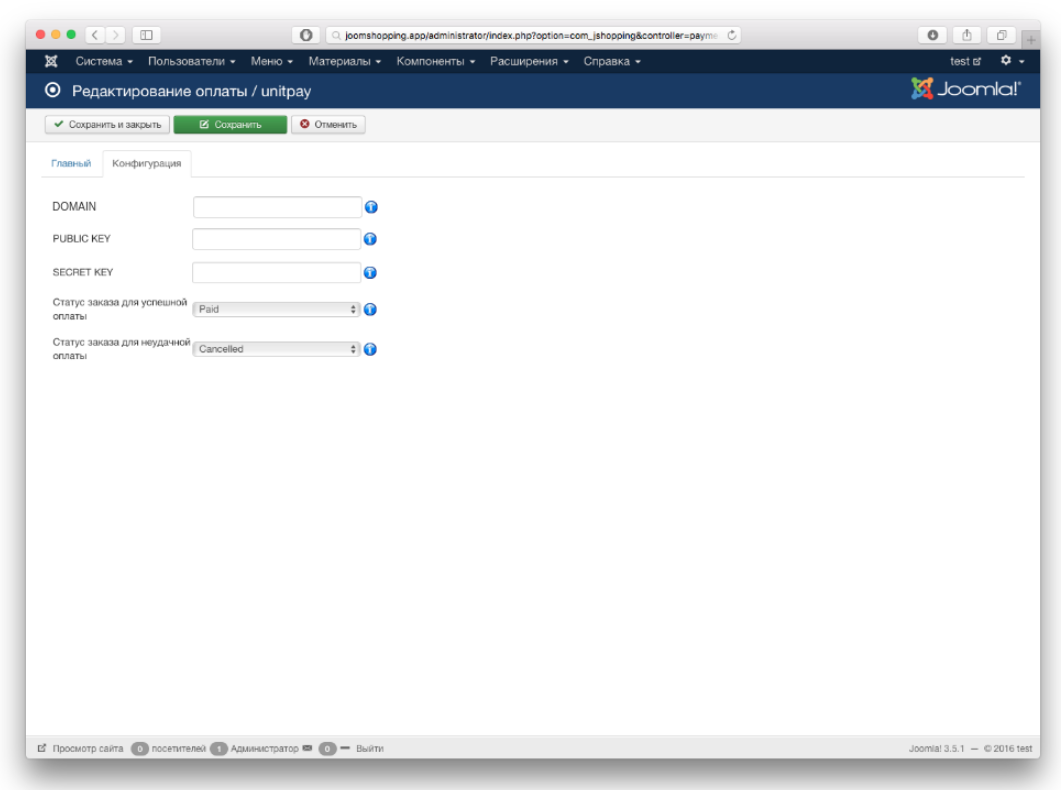 joomshopping.app/administrator/index.php?option=com_jshopping&controller=payme
Система Пользователи Меню Материалы Компоненты Расширения Справка test
Редактирование оплаты / unitpay Joomla!
Сохранить и закрыть Сохранить Отменить
Главный Конфигурация
DOMAIN
PUBLIC KEY
SECRET KEY
Статус заказа для успешной
оплаты
Paid
Статус заказа для неудачной
оплаты
Cancelled
Просмотр сайта 0 посетителей 1 Администратор 0 Выйти Joomla! 3.5.1 — © 2016 test